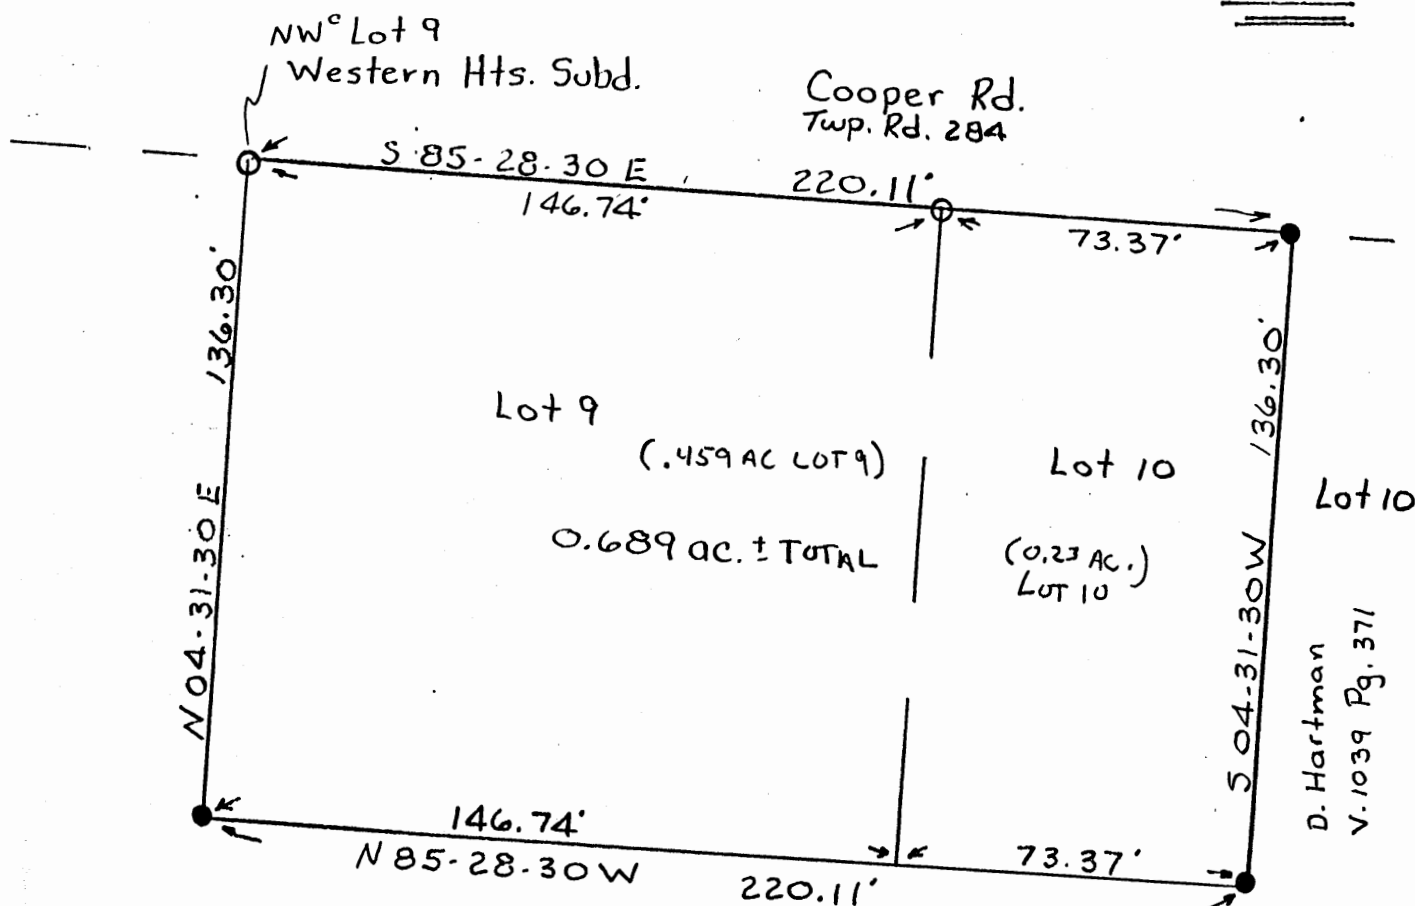 NWᶜ Lot 9
Western Hts. Subd.
Cooper Rd.
Twp. Rd. 284
S 85-28-30 E
220.11'
146.74'
73.37'
136.30'
136.30'
Lot 9
(.459 AC LOT 9)
Lot 10
Lot 10
0.689 ac. ± TOTAL
(0.23 AC.)
LOT 10
N 04-31-30 E
S 04-31-30 W
D. Hartman
V. 1039 Pg. 371
146.74'
73.37'
N 85-28-30 W
220.11'